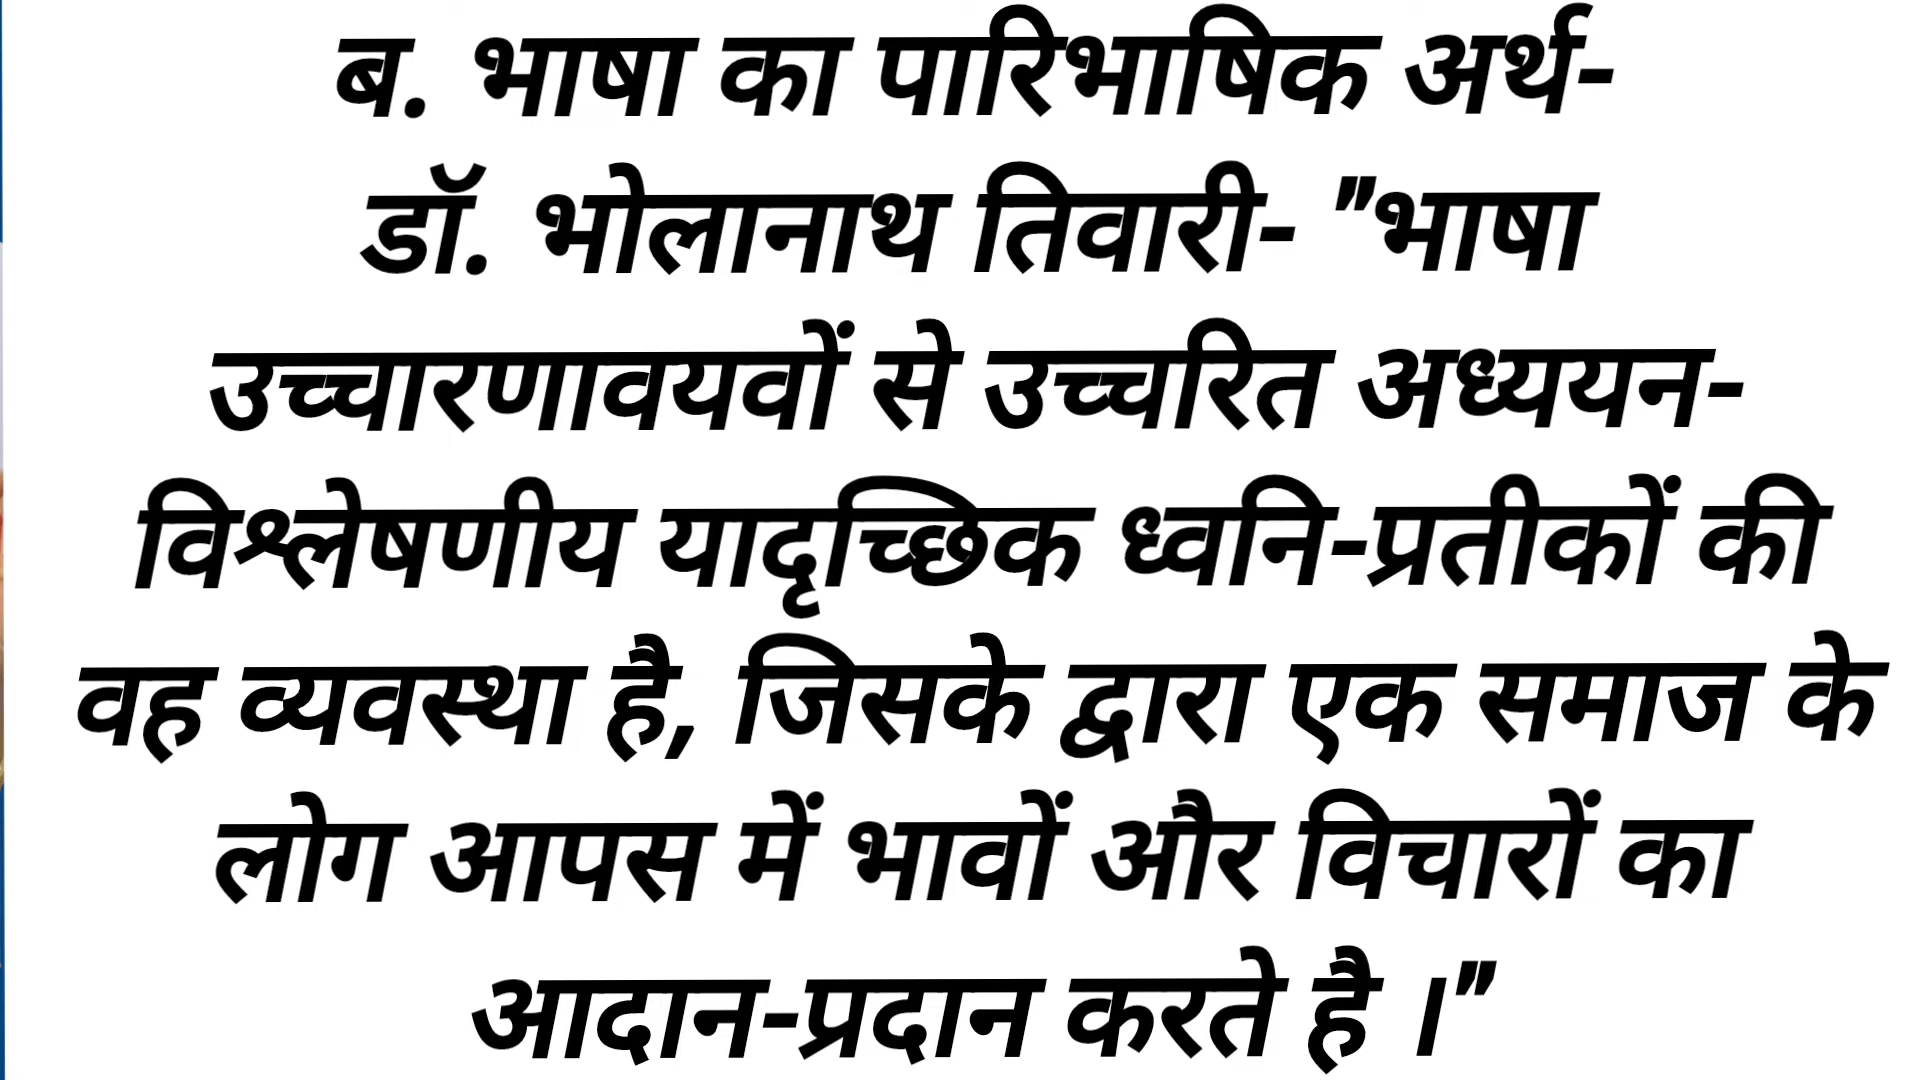 ब. भाषा का पारिभाषिक अर्थ-
डॉ. भोलानाथ तिवारी- "भाषा
उच्चारणावयवों से उच्चरित अध्ययन-
विश्लेषणीय यादृच्छिक ध्वनि-प्रतीकों की
वह व्यवस्था है, जिसके द्वारा एक समाज के
लोग आपस में भावों और विचारों का
आदान-प्रदान करते है ।"